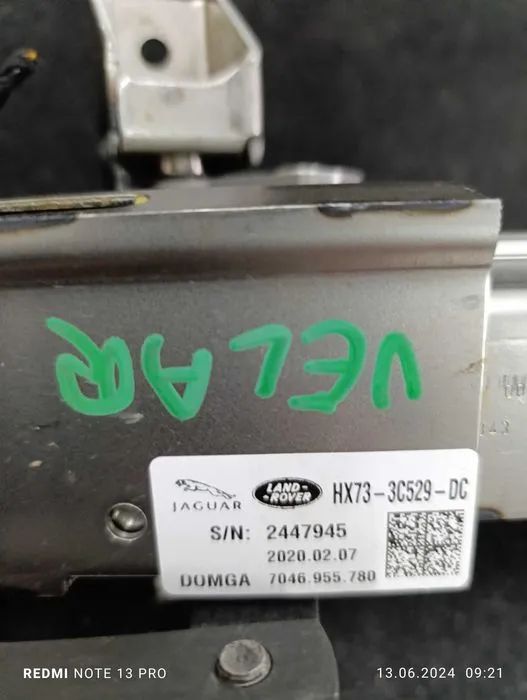 VELAR
JAGUAR LAND ROVER HX73-3C529-DC
S/N: 2447945
2020.02.07
DOMGA 7046.955.780
REDMI NOTE 13 PRO 13.06.2024 09:21